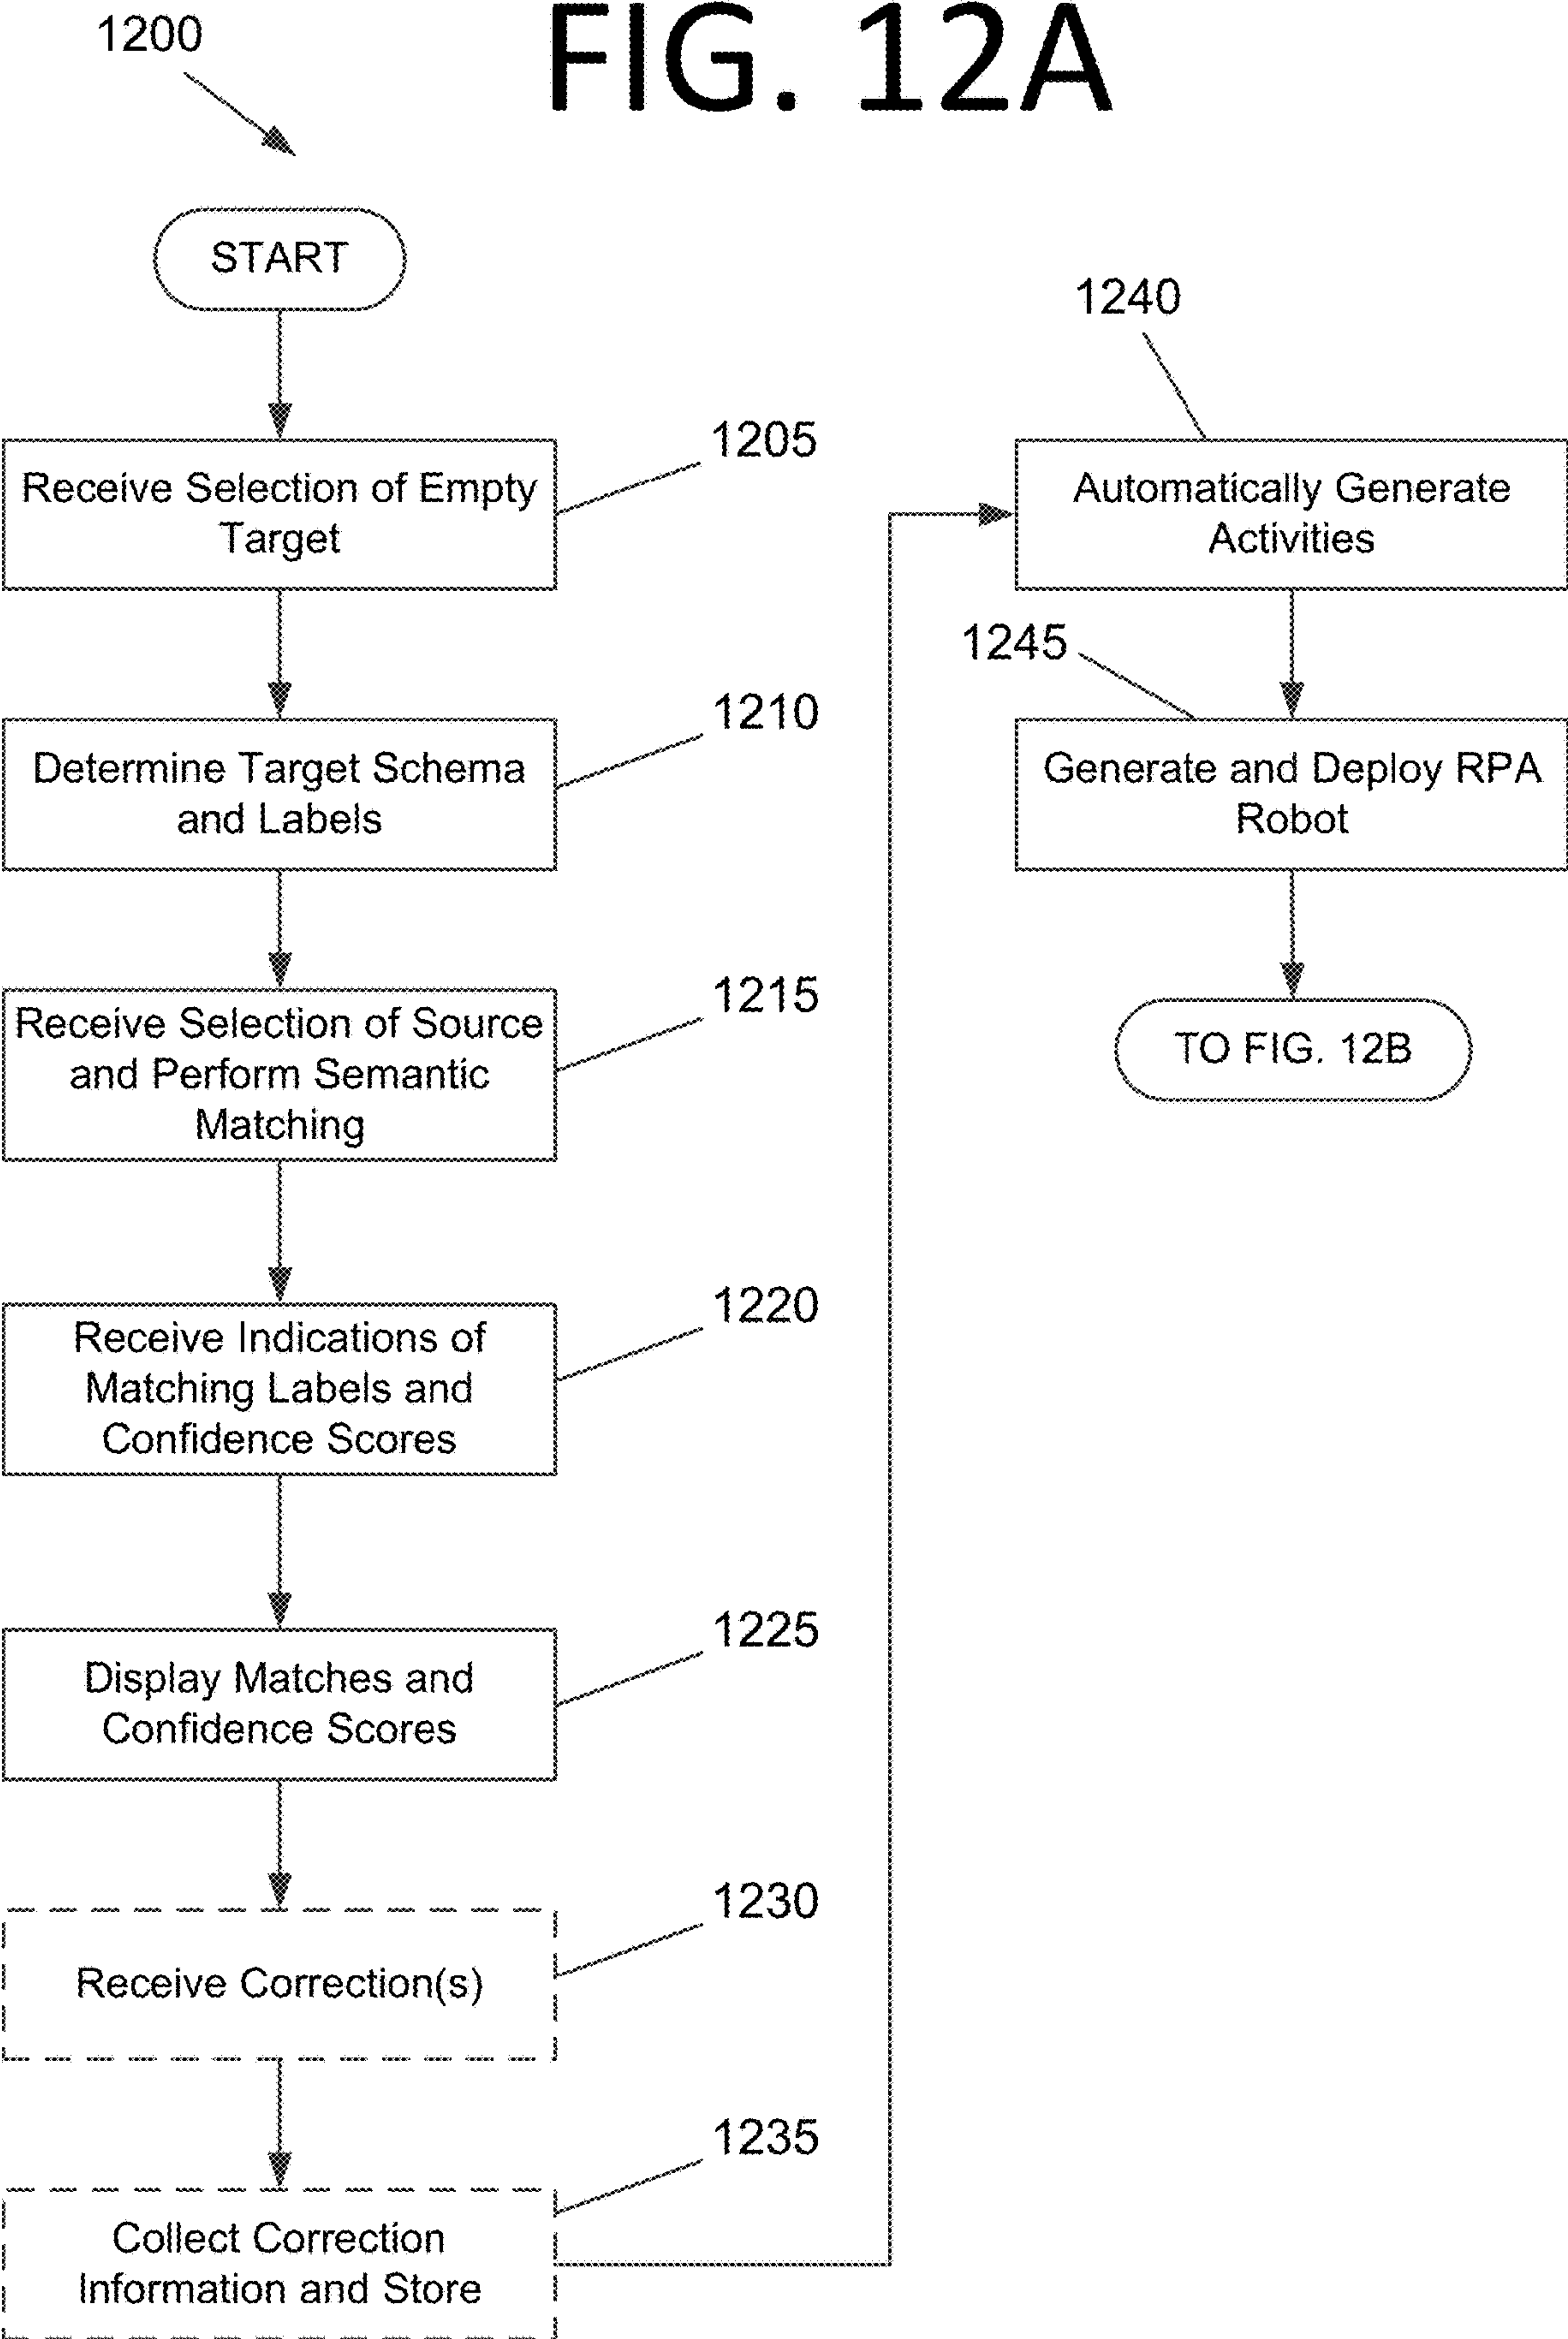 FIG. 12A
1200
START
1205
Receive Selection of Empty
Target
1210
Determine Target Schema
and Labels
1215
Receive Selection of Source
and Perform Semantic
Matching
1220
Receive Indications of
Matching Labels and
Confidence Scores
1225
Display Matches and
Confidence Scores
1230
Receive Correction(s)
1235
Collect Correction
Information and Store
1240
Automatically Generate
Activities
1245
Generate and Deploy RPA
Robot
TO FIG. 12B